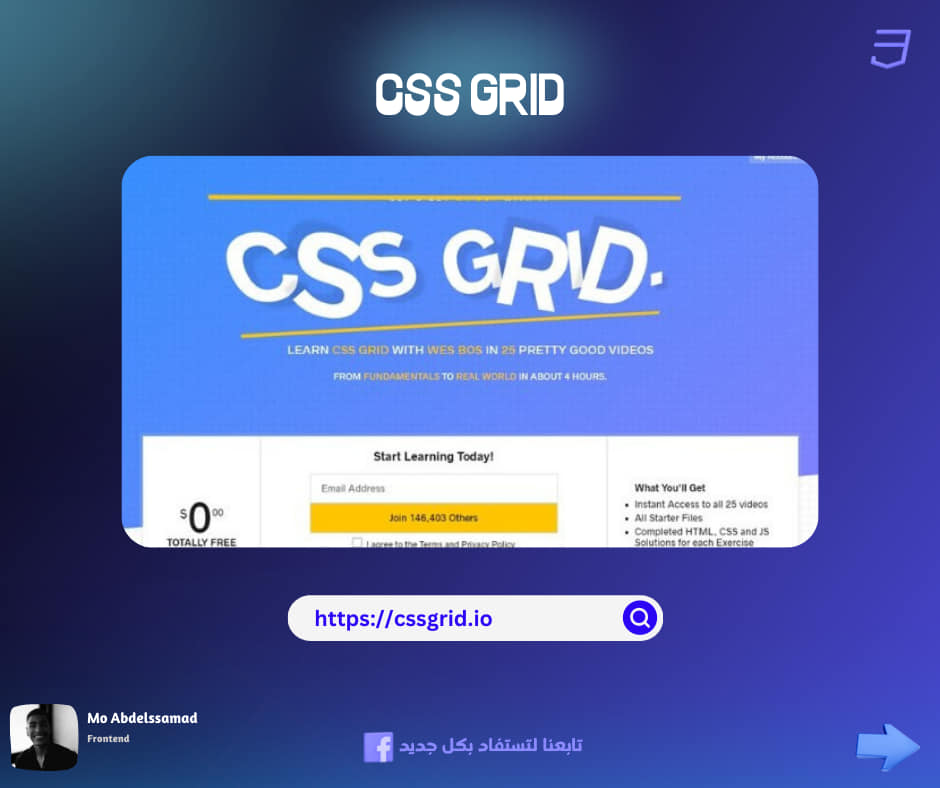 CSS GRID
CSS GRID.
LEARN CSS GRID WITH WES BOS IN 25 PRETTY GOOD VIDEOS
FROM FUNDAMENTALS TO REAL WORLD IN ABOUT 4 HOURS.
$0.00
TOTALLY FREE
Start Learning Today!
Email Address
Join 146,403 Others
I agree to the Terms and Privacy Policy
What You'll Get
• Instant Access to all 25 videos
• All Starter Files
• Completed HTML, CSS and JS
Solutions for each Exercise
https://cssgrid.io
Mo Abdelssamad
Frontend
تابعنا لتستفاد بكل جديد